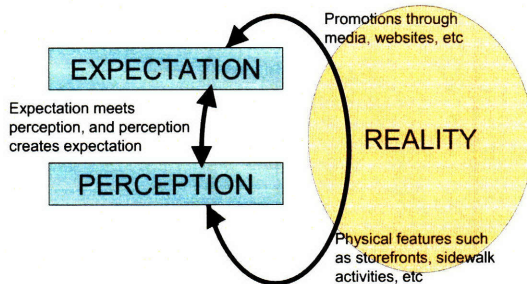 Promotions through
media, websites, etc
EXPECTATION
Expectation meets
perception, and perception
creates expectation
REALITY
PERCEPTION
Physical features such
as storefronts, sidewalk
activities, etc